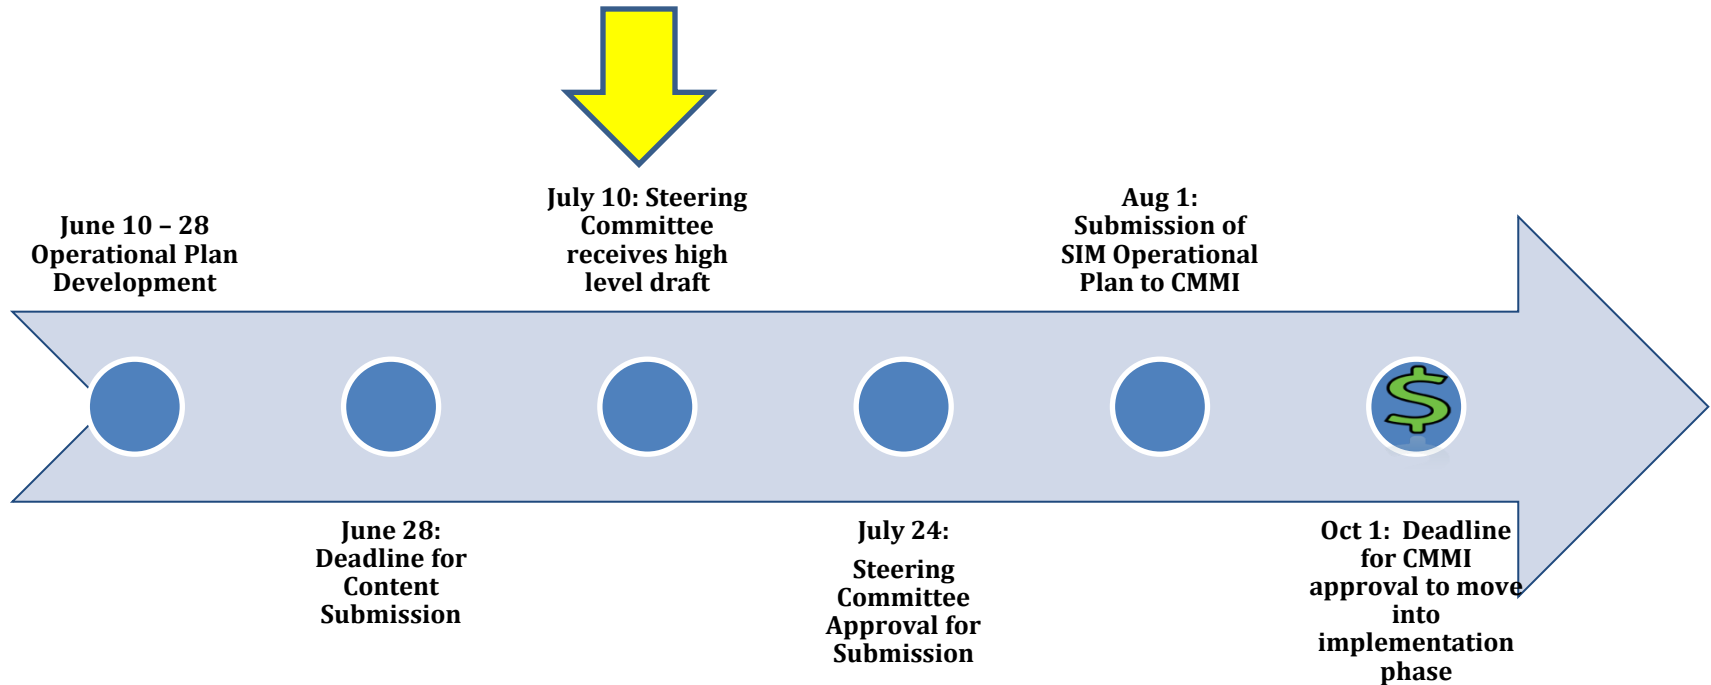 June 10 – 28
Operational Plan
Development
June 28:
Deadline for
Content
Submission
July 10: Steering
Committee
receives high
level draft
July 24:
Steering
Committee
Approval for
Submission
Aug 1:
Submission of
SIM Operational
Plan to CMMI
$
Oct 1:  Deadline
for CMMI
approval to move
into
implementation
phase